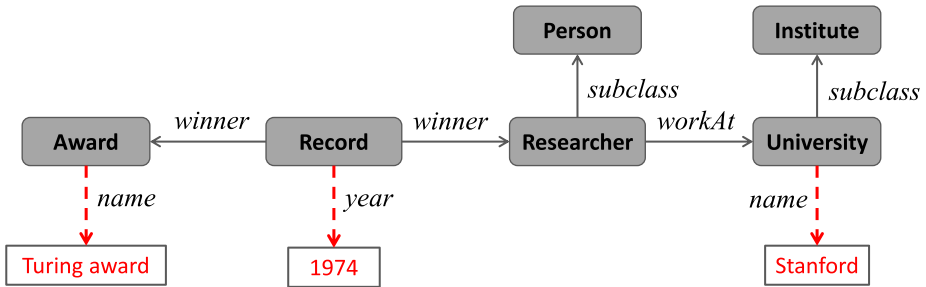 Person
Institute
subclass
subclass
Award
winner
Record
winner
Researcher
workAt
University
name
year
name
Turing award
1974
Stanford